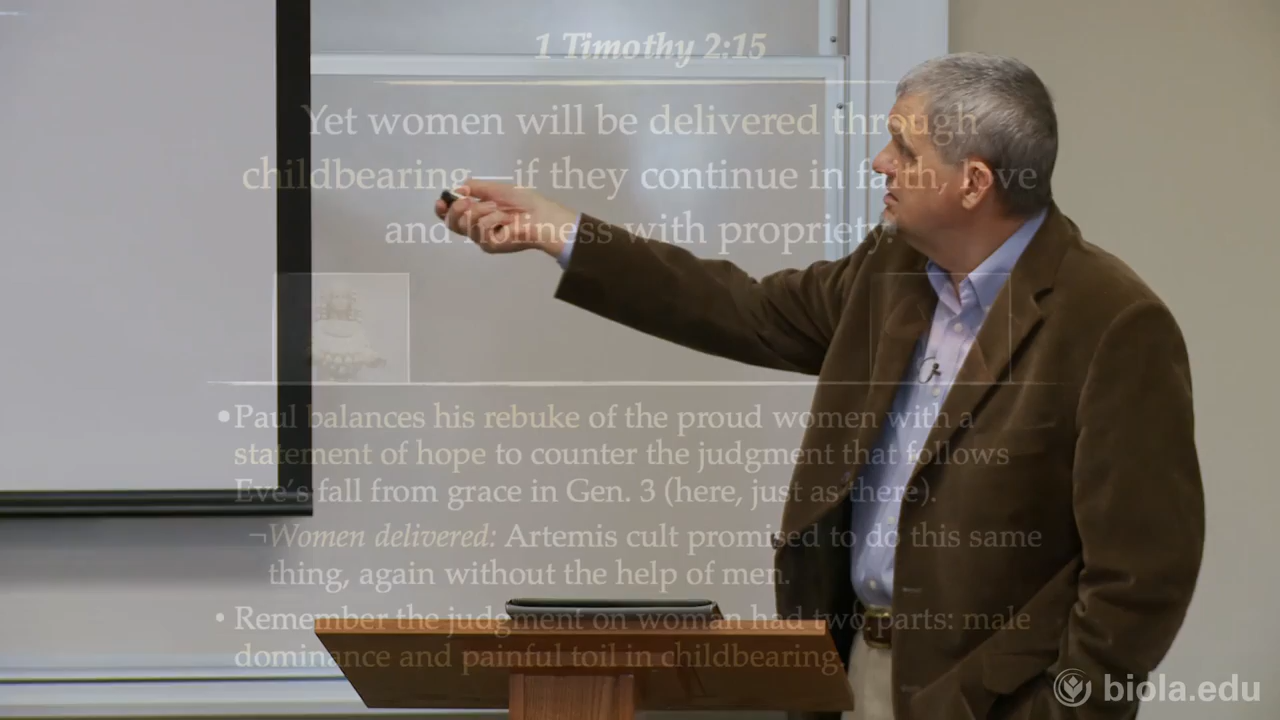 1 Timothy 2:15
Yet women will be delivered through
childbearing—if they continue in faith, love
and holiness with propriety.
•Paul balances his rebuke of the proud women with a
statement of hope to counter the judgment that follows
Eve's fall from grace in Gen. 3 (here, just as there).
¬Women delivered: Artemis cult promised to do this same
thing, again without the help of men.
• Remember the judgment on woman had two parts: male
dominance and painful toil in childbearing.
biola.edu